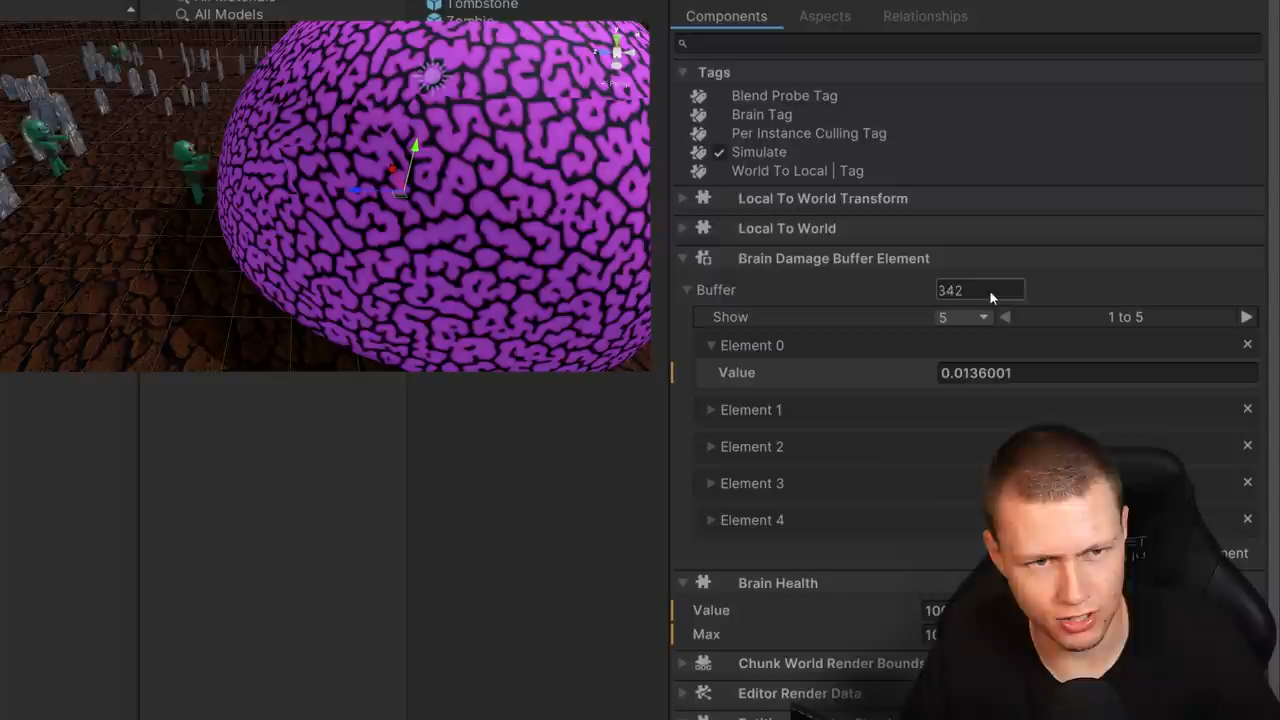 All Materials
All Models
Tombstone
Zombie
Components Aspects Relationships
Tags
Blend Probe Tag
Brain Tag
Per Instance Culling Tag
Simulate
World To Local | Tag
Local To World Transform
Local To World
Brain Damage Buffer Element
Buffer 342
Show 5 1 to 5
Element 0
Value 0.0136001
Element 1
Element 2
Element 3
Element 4
Brain Health
Value
Max
Chunk World Render Bounds
Editor Render Data